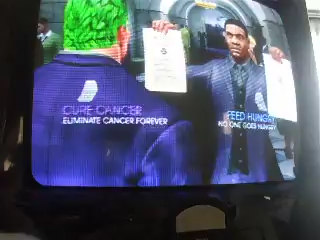 CURE CANCER
ELIMINATE CANCER FOREVER
FEED HUNGRY
NO ONE GOES HUNGRY